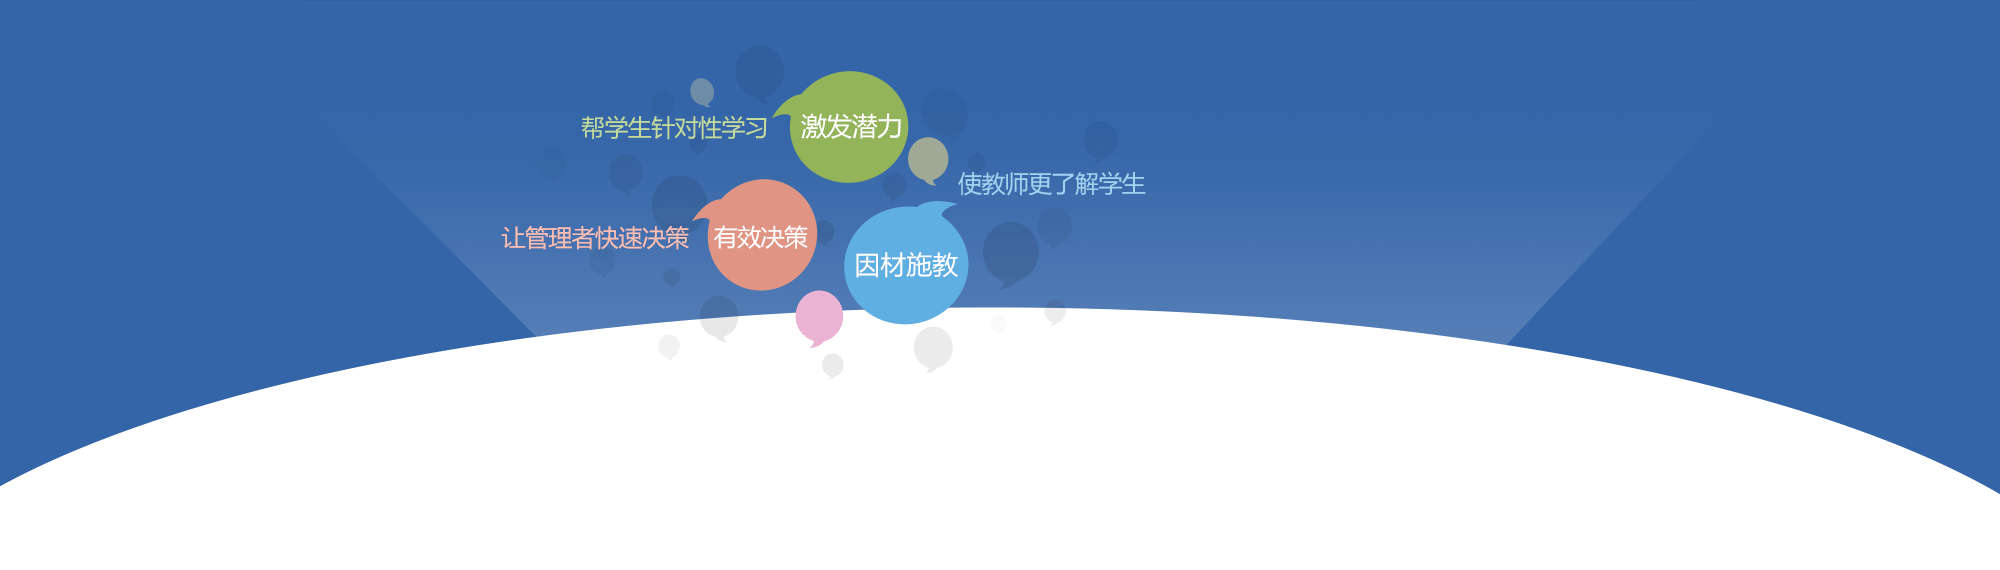 帮学生针对性学习
激发潜力
使教师更了解学生
让管理者快速决策
有效决策
因材施教